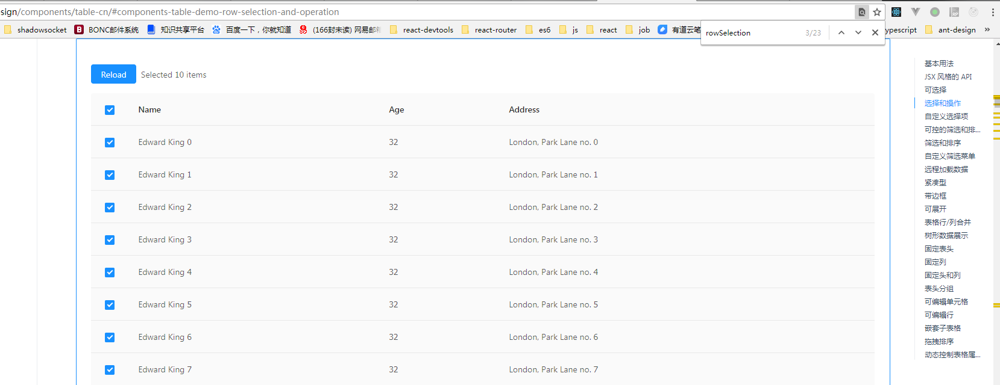 esign/components/table-cn/#components-table-demo-row-selection-and-operation
shadowsocket BONC邮件系统 知识共享平台 百度一下，你就知道 (166封未读) 网易邮箱 react-devtools react-router es6 js react job 有道云笔 ypescript ant-design »
rowSelection 3/23
Reload Selected 10 items
Name Age Address
Edward King 0 32 London, Park Lane no. 0
Edward King 1 32 London, Park Lane no. 1
Edward King 2 32 London, Park Lane no. 2
Edward King 3 32 London, Park Lane no. 3
Edward King 4 32 London, Park Lane no. 4
Edward King 5 32 London, Park Lane no. 5
Edward King 6 32 London, Park Lane no. 6
Edward King 7 32 London, Park Lane no. 7
基本用法
JSX 风格的 API
可选择
选择和操作
自定义选择项
可控的筛选和排...
筛选和排序
自定义筛选菜单
远程加载数据
紧凑型
带边框
可展开
表格行/列合并
树形数据展示
固定表头
固定列
固定头和列
表头分组
可编辑单元格
可编辑行
嵌套子表格
拖拽排序
动态控制表格属...